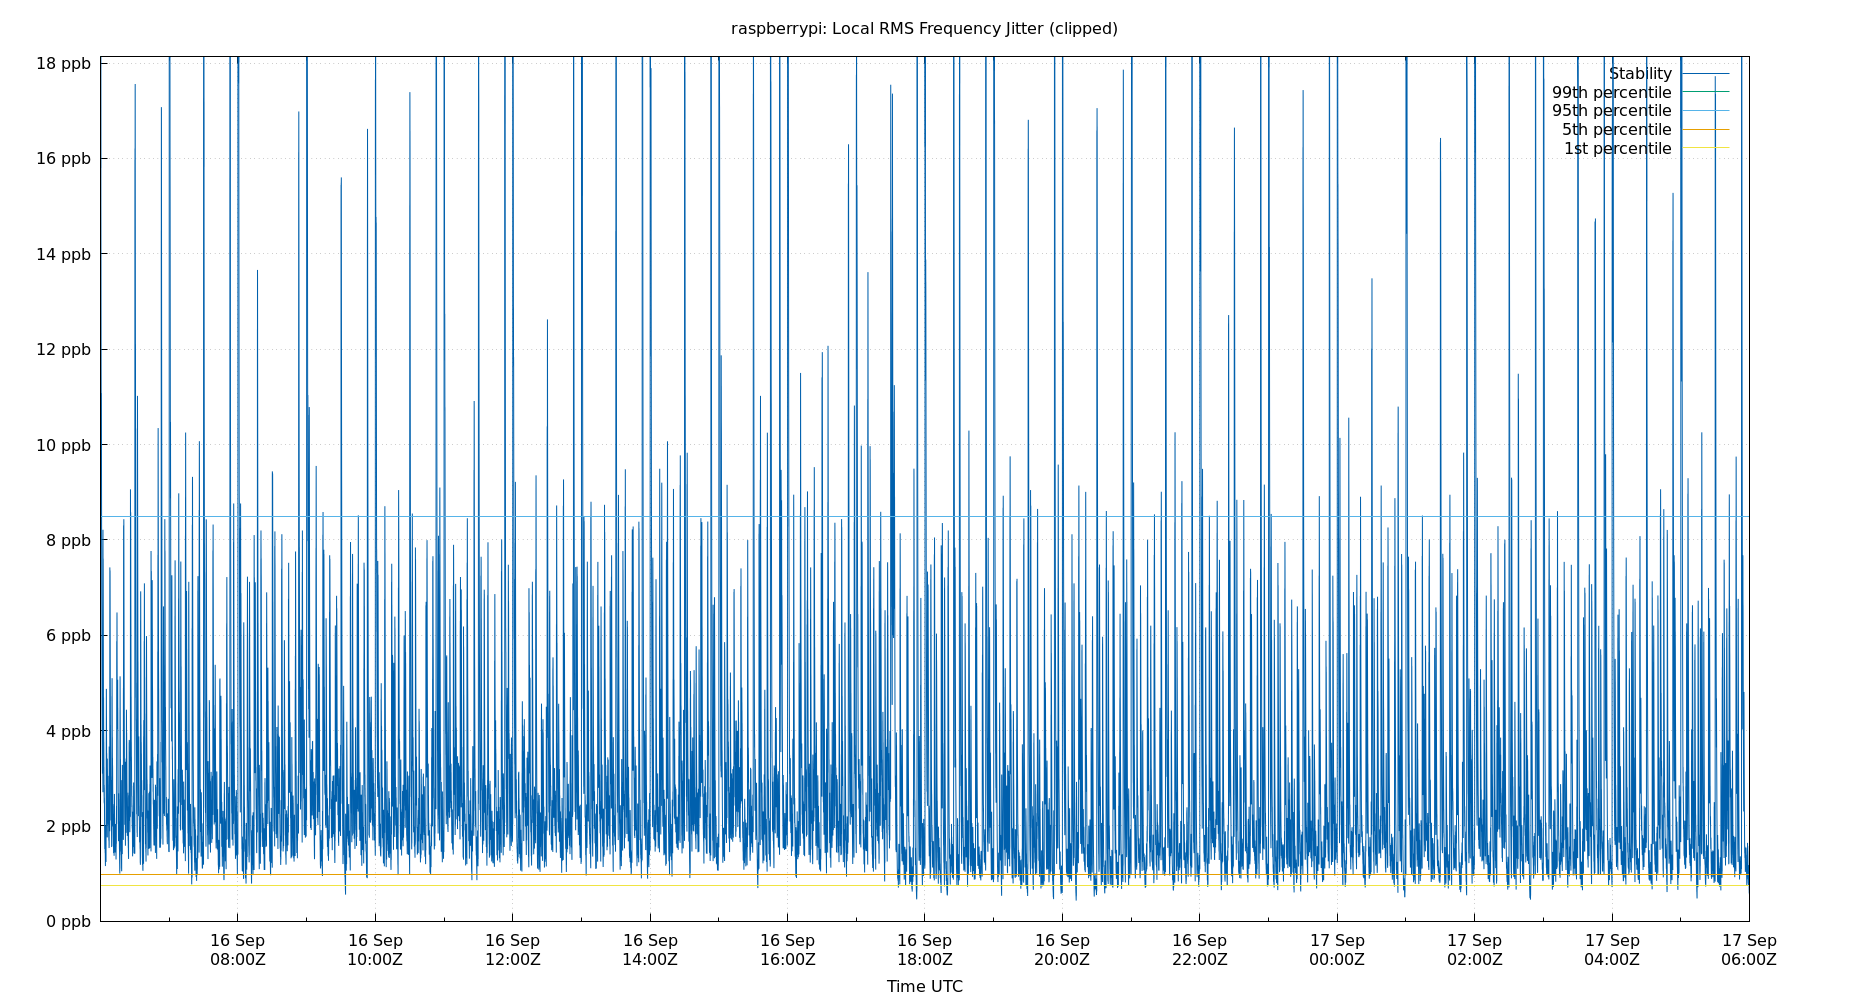 raspberrypi: Local RMS Frequency Jitter (clipped)
18 ppb
16 ppb
14 ppb
12 ppb
10 ppb
8 ppb
6 ppb
4 ppb
2 ppb
0 ppb
Stability
99th percentile
95th percentile
5th percentile
1st percentile
16 Sep 16 Sep 16 Sep 16 Sep 16 Sep 16 Sep 16 Sep 16 Sep 17 Sep 17 Sep 17 Sep 17 Sep
08:00Z 10:00Z 12:00Z 14:00Z 16:00Z 18:00Z 20:00Z 22:00Z 00:00Z 02:00Z 04:00Z 06:00Z
Time UTC